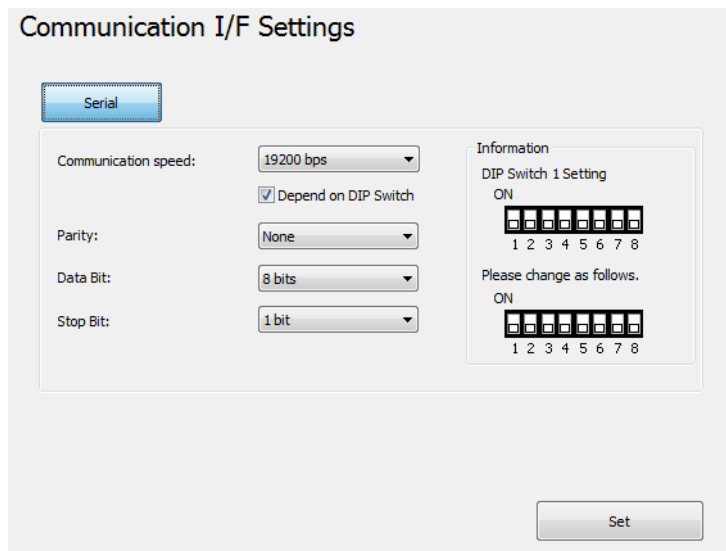 Communication I/F Settings
Serial
Communication speed:
19200 bps
Depend on DIP Switch
Parity:
None
Data Bit:
8 bits
Stop Bit:
1 bit
Information
DIP Switch 1 Setting
ON
1 2 3 4 5 6 7 8
Please change as follows.
ON
1 2 3 4 5 6 7 8
Set